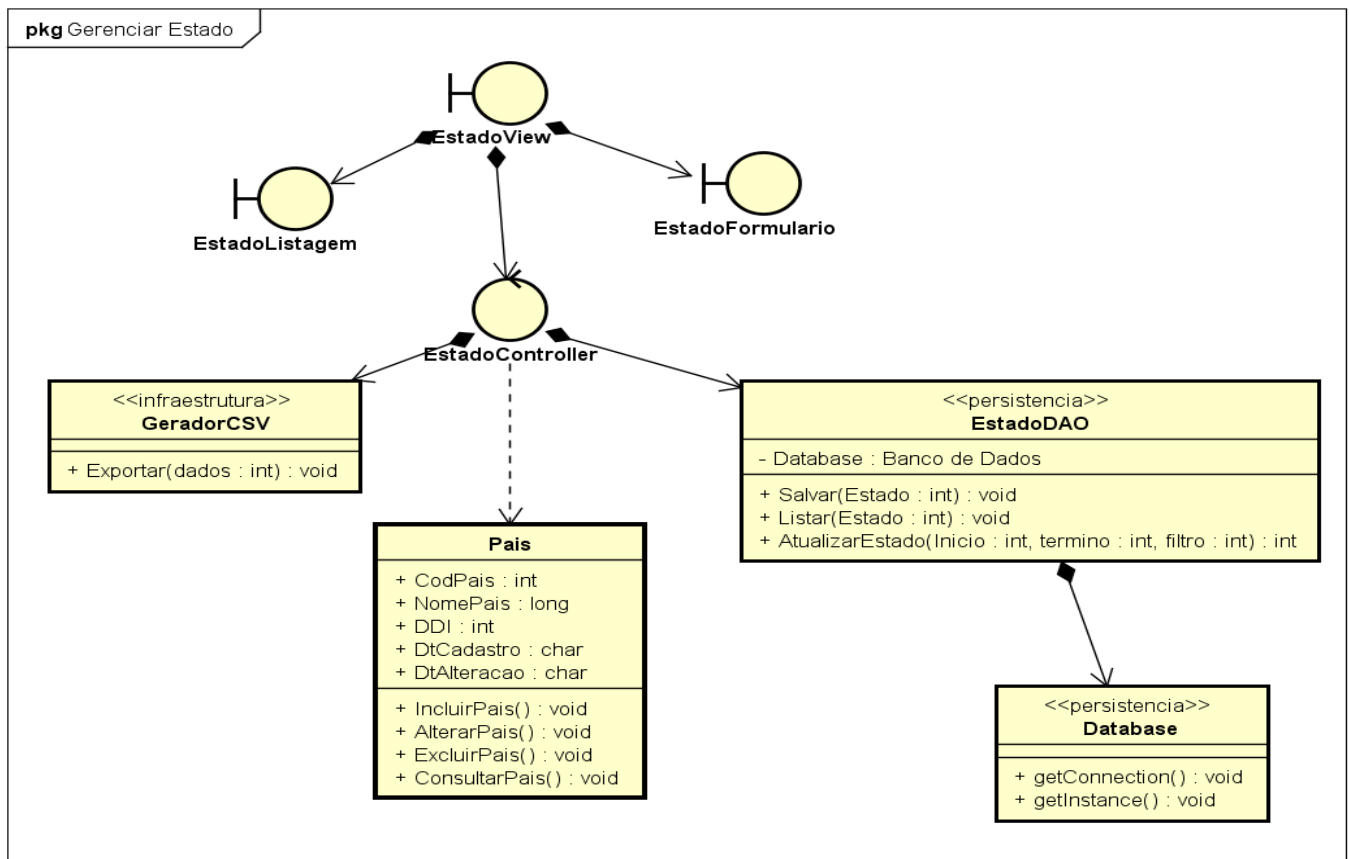 pkg Gerenciar Estado
EstadoView
EstadoListagem
EstadoFormulario
EstadoController
<<infraestrutura>>
GeradorCSV
+ Exportar(dados : int) : void
<<persistencia>>
EstadoDAO
- Database : Banco de Dados
+ Salvar(Estado : int) : void
+ Listar(Estado : int) : void
+ AtualizarEstado(Inicio : int, termino : int, filtro : int) : int
Pais
+ CodPais : int
+ NomePais : long
+ DDI : int
+ DtCadastro : char
+ DtAlteracao : char
+ IncluirPais() : void
+ AlterarPais() : void
+ ExcluirPais() : void
+ ConsultarPais() : void
<<persistencia>>
Database
+ getConnection() : void
+ getInstance() : void